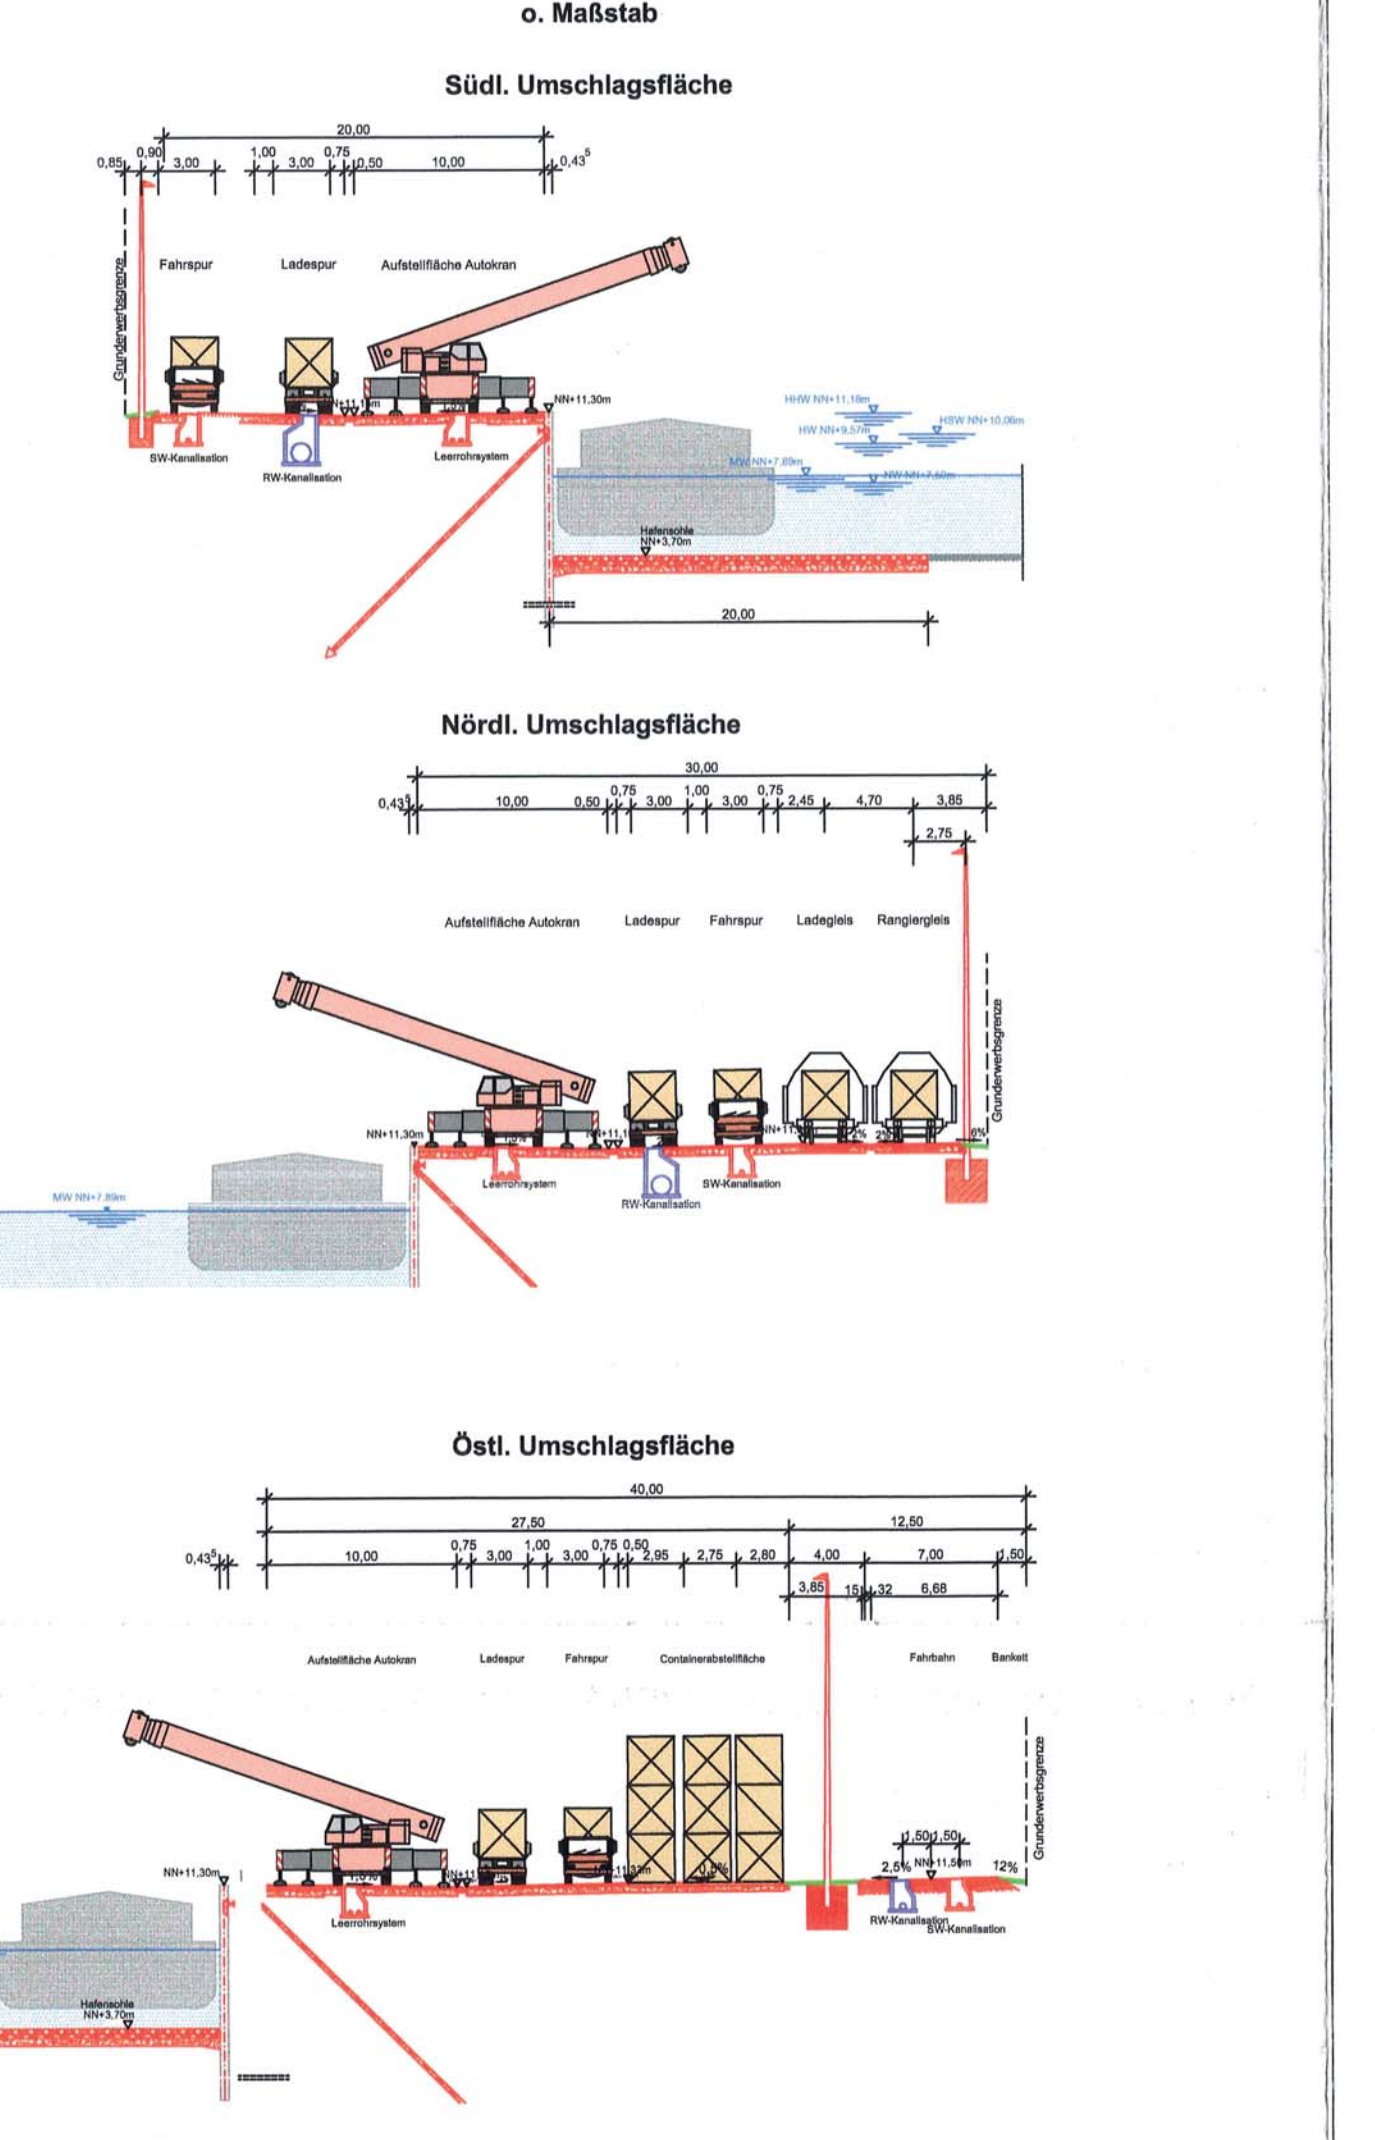 o. Maßstab
Südl. Umschlagsfläche
20,00
0,85 0,90 3,00 1,00 3,00 0,75 0,50 10,00 0,43⁵
Grunderwerbsgrenze
Fahrspur Ladespur Aufstellfläche Autokran
NN+11,30m
SW-Kanalisation
RW-Kanalisation
Leerrohrsystem
HHW NN+11,18m
HSW NN+10,06m
HW NN+9,57m
MW NN+7,89m
Hafensohle
NN+3,70m
20,00
Nördl. Umschlagsfläche
30,00
0,43⁵ 10,00 0,50 0,75 3,00 1,00 3,00 0,75 2,45 4,70 3,85
2,75
Aufstellfläche Autokran Ladespur Fahrspur Ladegleis Rangiergleis
Grunderwerbsgrenze
NN+11,30m
2% 2% 6%
Leerrohrsystem
RW-Kanalisation
SW-Kanalisation
MW NN+7,89m
Östl. Umschlagsfläche
40,00
27,50 12,50
0,43⁵ 10,00 0,75 3,00 1,00 3,00 0,75 0,50 2,95 2,75 2,80 4,00 7,00 1,50
3,85 15 32 6,68
Aufstellfläche Autokran Ladespur Fahrspur Containerabstellfläche Fahrbahn Bankett
Grunderwerbsgrenze
1,50 1,50
NN+11,30m
2,5% NN+11,50m 12%
Leerrohrsystem
RW-Kanalisation
SW-Kanalisation
Hafensohle
NN+3,70m